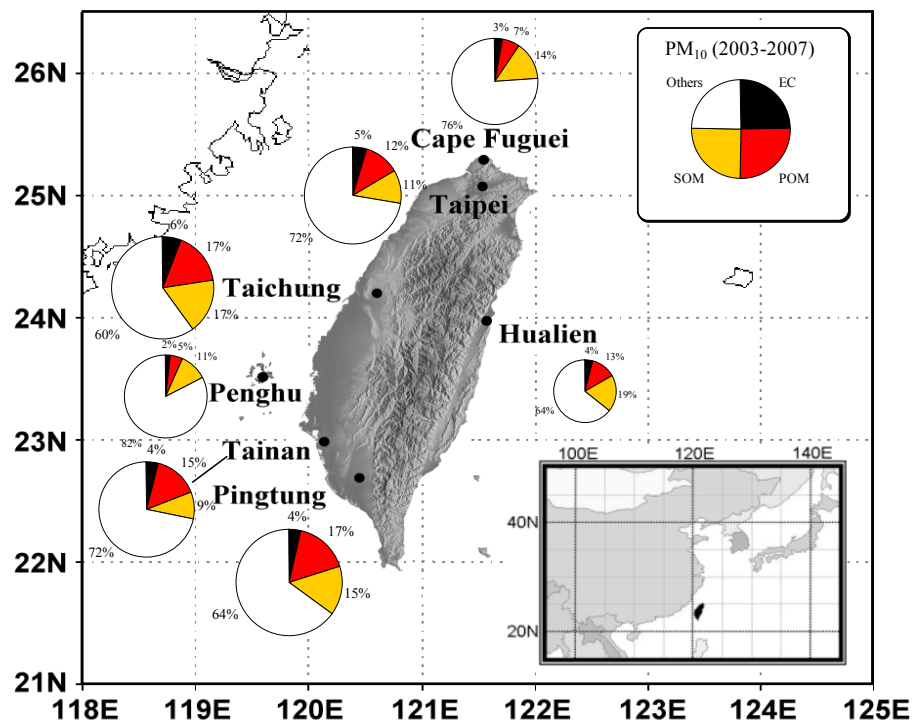 26N
25N
24N
23N
22N
21N
118E
119E
120E
121E
122E
123E
124E
125E
PM10 (2003-2007)
Others
EC
SOM
POM
3%
7%
14%
76%
Cape Fuguei
5%
12%
11%
72%
Taipei
6%
17%
17%
60%
Taichung
2%
5%
11%
82%
Penghu
4%
13%
19%
64%
Hualien
4%
15%
9%
72%
Tainan
4%
17%
15%
64%
Pingtung
100E
120E
140E
40N
20N